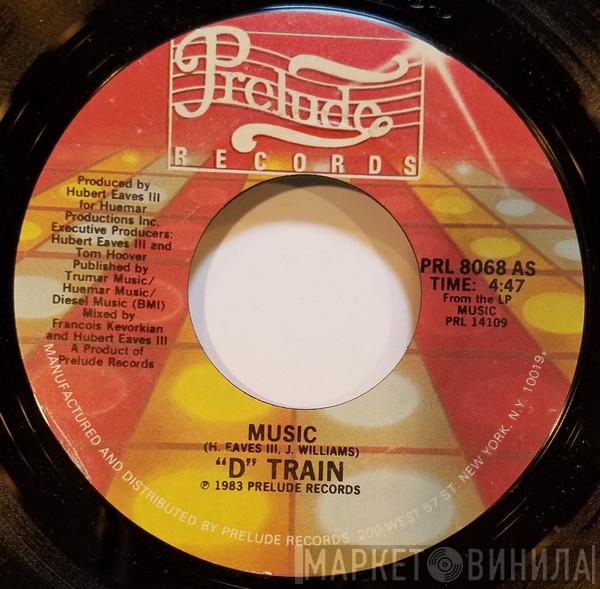 Prelude
RECORDS
Produced by
Hubert Eaves III
for Huemar
Productions Inc.
Executive Producers:
Hubert Eaves III and
Tom Hoover
Published by
Trumar Music/
Huemar Music/
Diesel Music (BMI)
Mixed by
Francois Kevorkian
and Hubert Eaves III
A Product of
Prelude Records
PRL 8068 AS
TIME: 4:47
From the LP
MUSIC
PRL 14109
MUSIC
(H. EAVES III, J. WILLIAMS)
"D" TRAIN
℗ 1983 PRELUDE RECORDS
MANUFACTURED AND DISTRIBUTED BY PRELUDE RECORDS, 200 WEST 57 ST. NEW YORK, N.Y. 10019.
МАРКЕТ ВИНИЛА